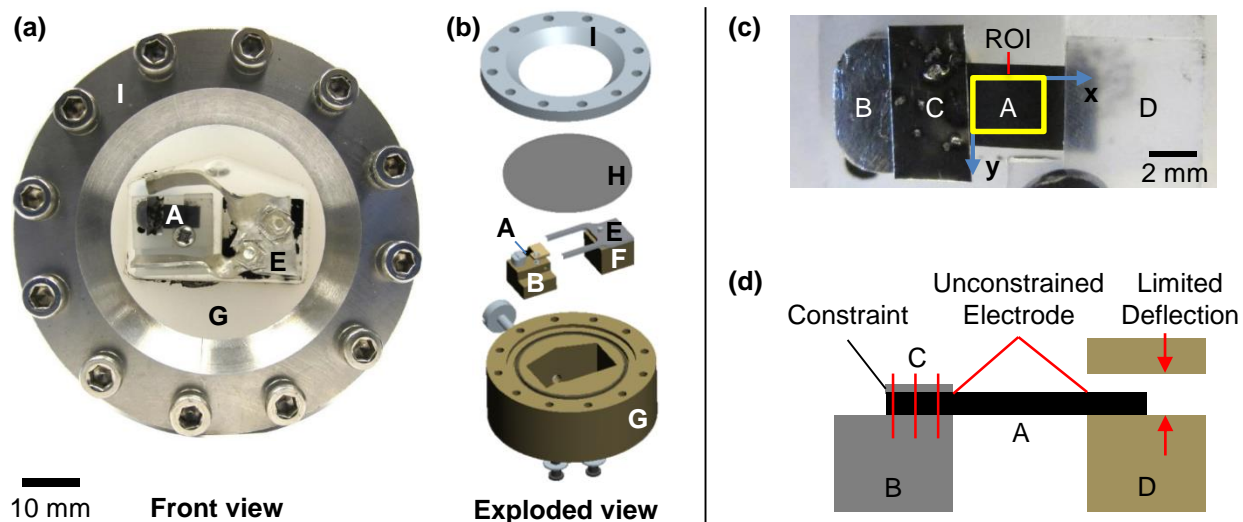 (a)
I
A
E
G
10 mm
Front view
(b)
I
H
A
E
F
B
G
Exploded view
(c)
ROI
x
B
C
A
D
y
2 mm
(d)
Unconstrained
Electrode
Limited
Deflection
Constraint
C
A
B
D